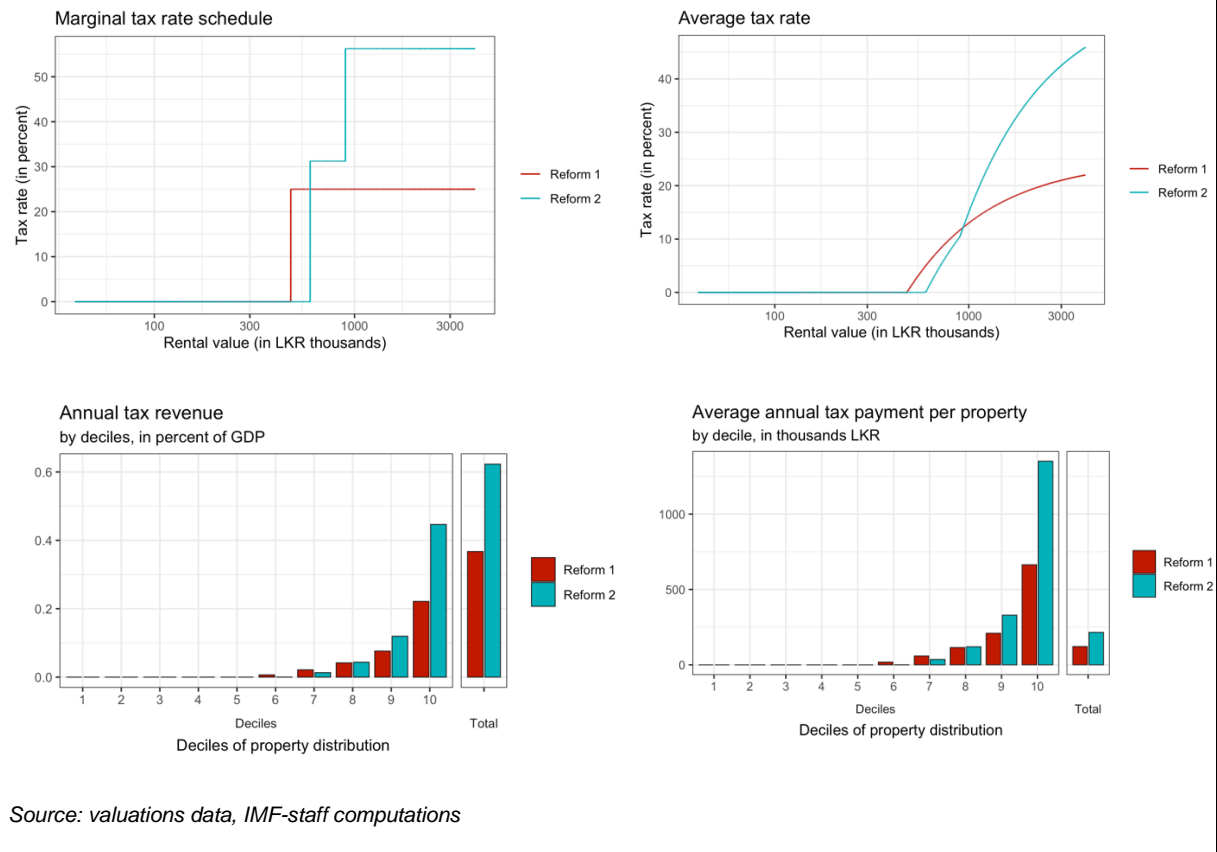 Marginal tax rate schedule
Tax rate (in percent)
50
40
30
20
10
0
100 300 1000 3000
Rental value (in LKR thousands)
Reform 1
Reform 2
Average tax rate
Tax rate (in percent)
40
30
20
10
0
100 300 1000 3000
Rental value (in LKR thousands)
Reform 1
Reform 2
Annual tax revenue
by deciles, in percent of GDP
0.6
0.4
0.2
0.0
1 2 3 4 5 6 7 8 9 10
Deciles Total
Deciles of property distribution
Reform 1
Reform 2
Average annual tax payment per property
by decile, in thousands LKR
1000
500
0
1 2 3 4 5 6 7 8 9 10
Deciles Total
Deciles of property distribution
Reform 1
Reform 2
Source: valuations data, IMF-staff computations